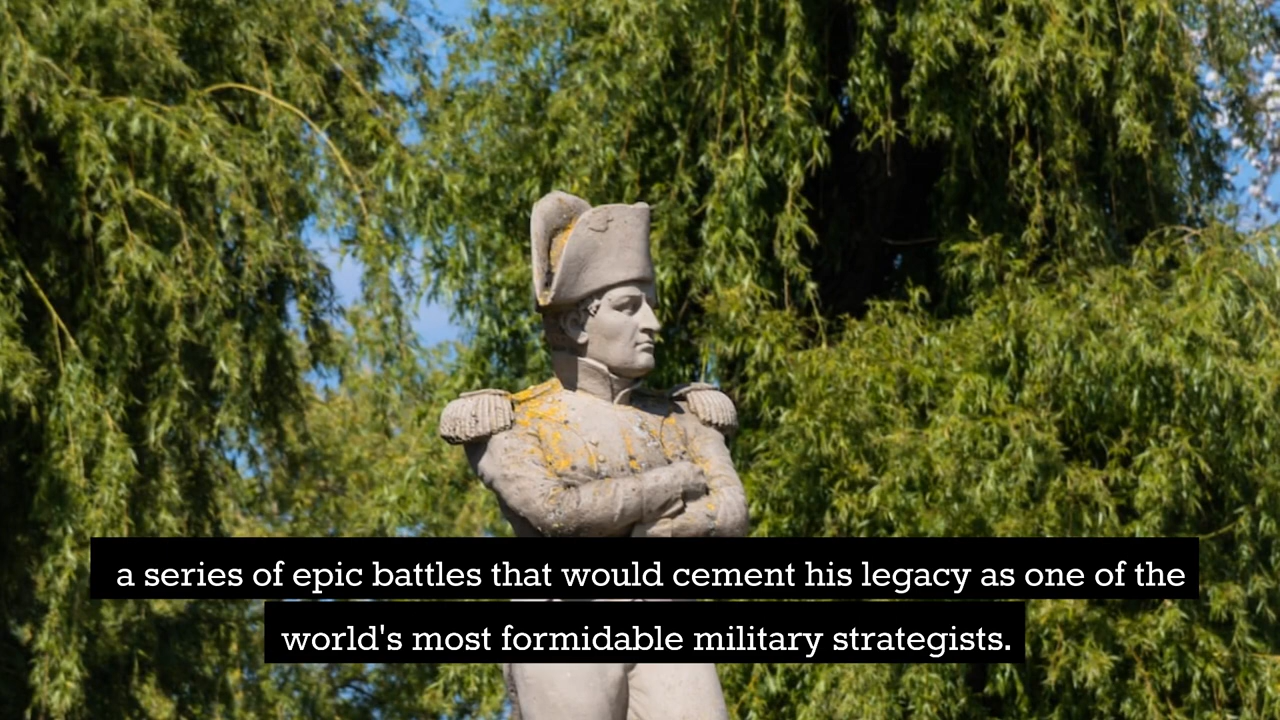 a series of epic battles that would cement his legacy as one of the
world's most formidable military strategists.